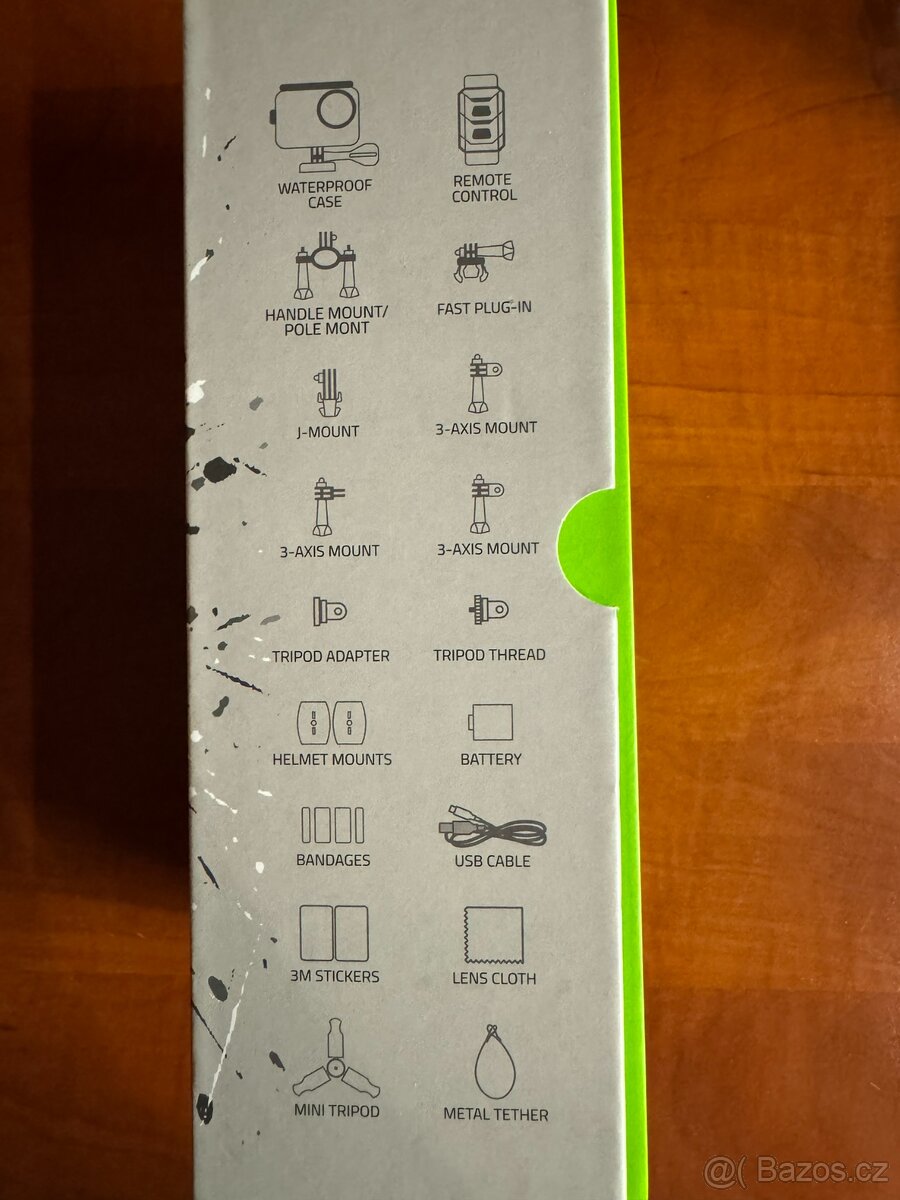 WATERPROOF
CASE
REMOTE
CONTROL
HANDLE MOUNT/
POLE MONT
FAST PLUG-IN
J-MOUNT
3-AXIS MOUNT
3-AXIS MOUNT
3-AXIS MOUNT
TRIPOD ADAPTER
TRIPOD THREAD
HELMET MOUNTS
BATTERY
BANDAGES
USB CABLE
3M STICKERS
LENS CLOTH
MINI TRIPOD
METAL TETHER
@( Bazos.cz